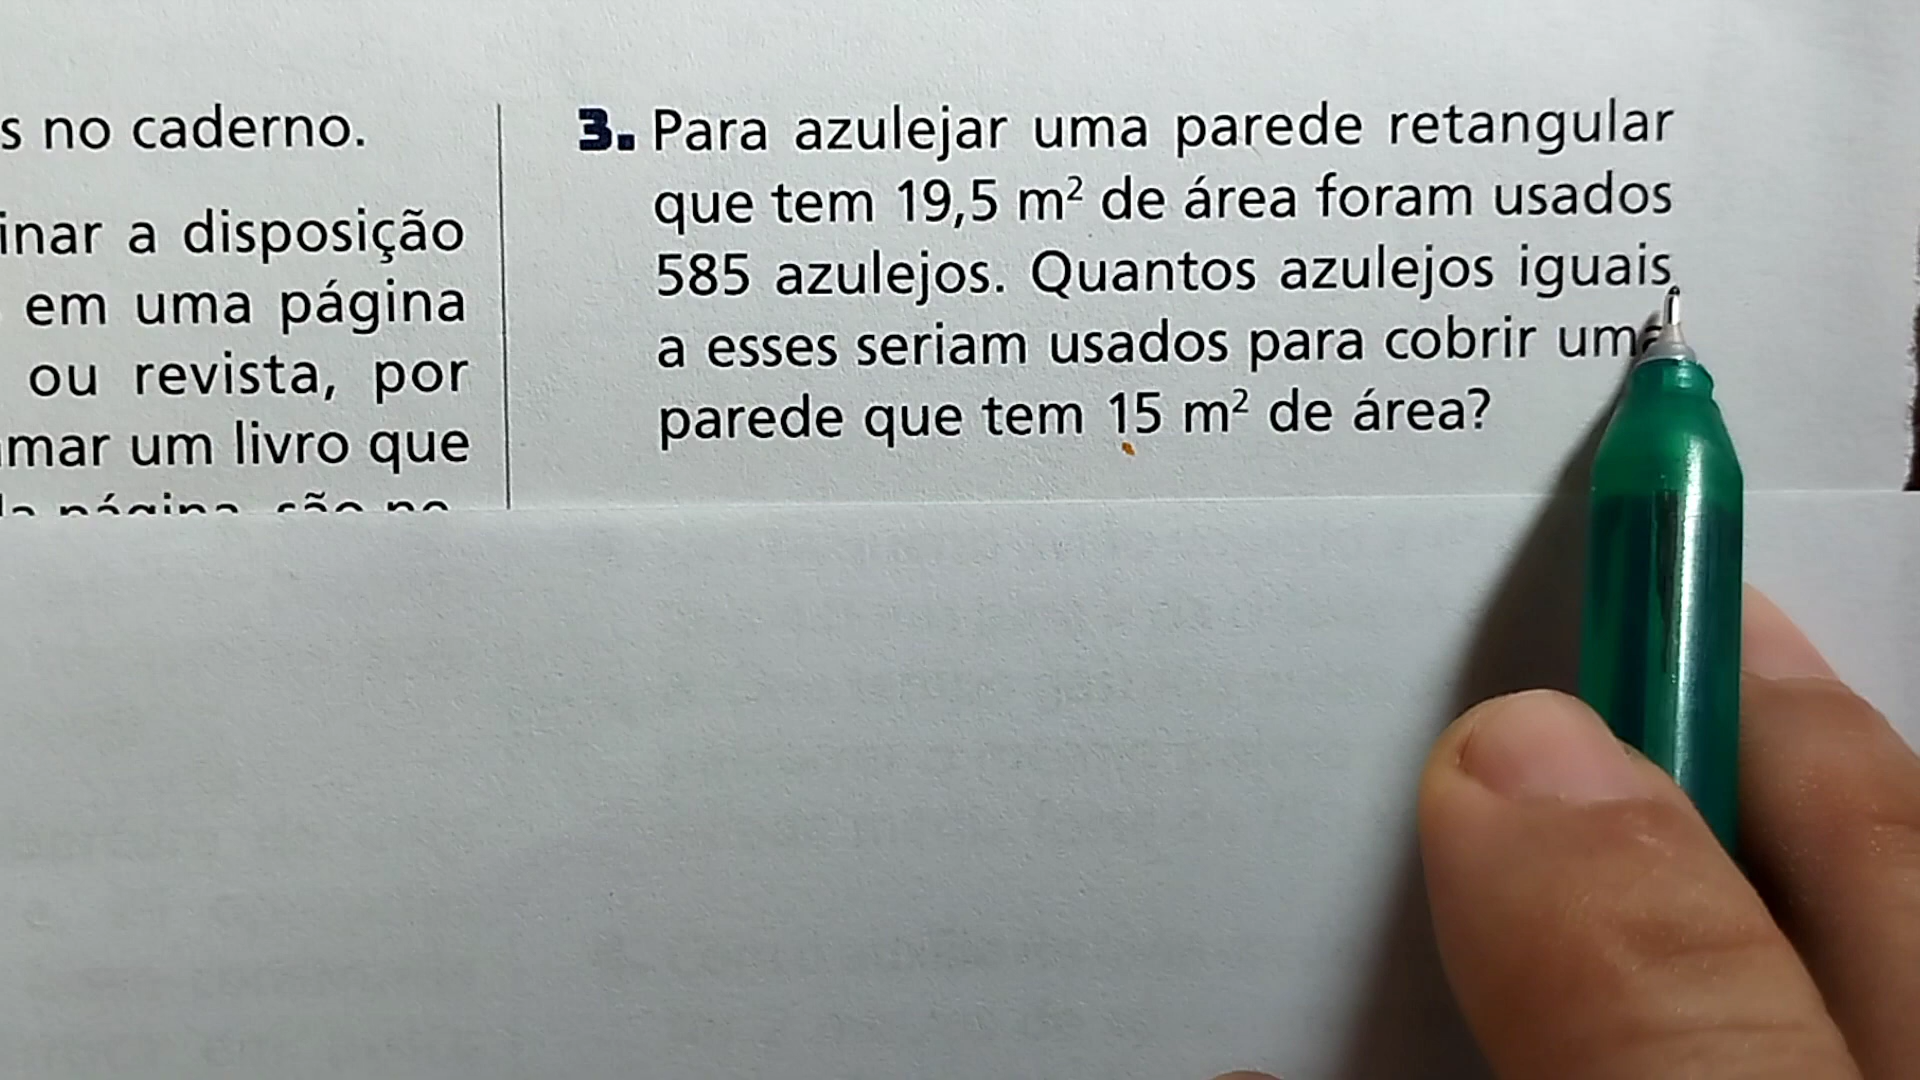 s no caderno.
inar a disposição
em uma página
ou revista, por
mar um livro que
3. Para azulejar uma parede retangular
que tem 19,5 m² de área foram usados
585 azulejos. Quantos azulejos iguais
a esses seriam usados para cobrir uma
parede que tem 15 m² de área?